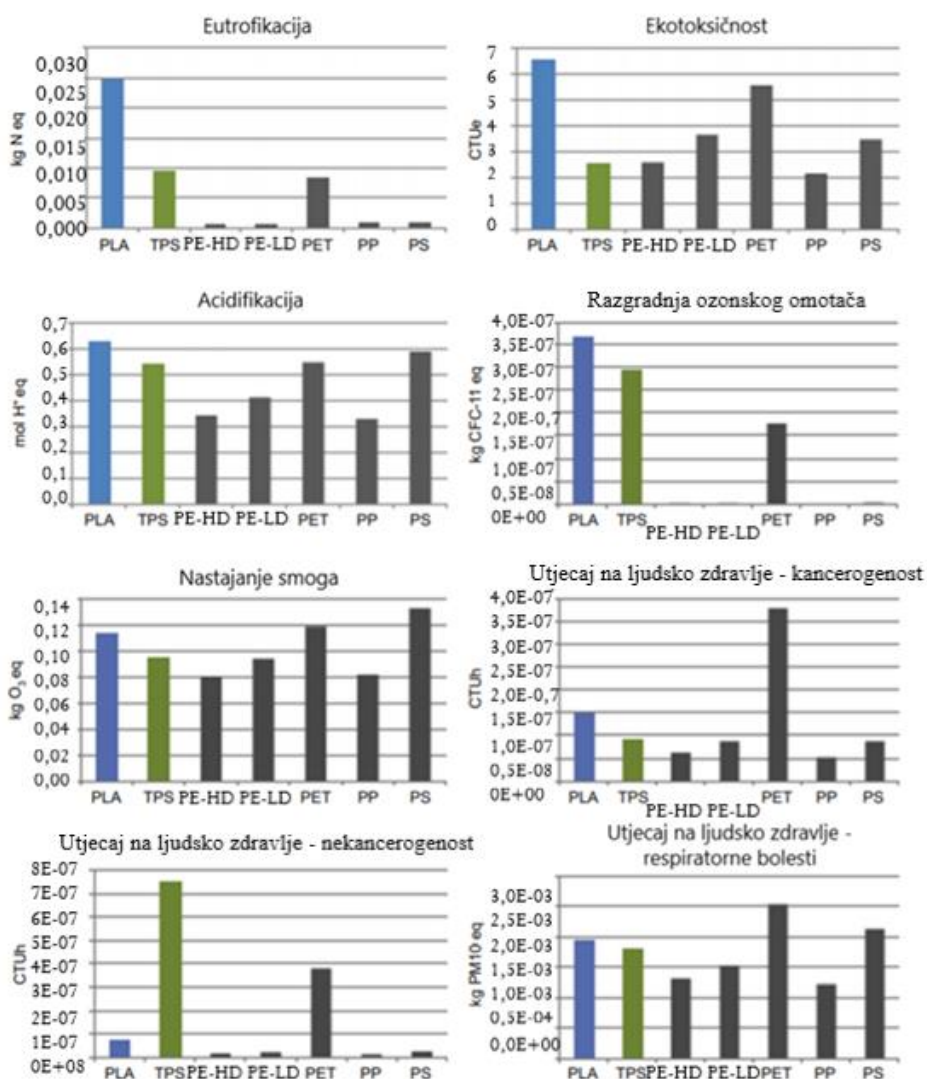 Eutrofikacija
kg N eq
0,030
0,025
0,020
0,015
0,010
0,005
0,000
PLA TPS PE-HD PE-LD PET PP PS
Ekotoksičnost
CTUe
7
6
5
4
3
2
1
0
PLA TPS PE-HD PE-LD PET PP PS
Acidifikacija
mol H⁺ eq
0,7
0,6
0,5
0,4
0,3
0,2
0,1
0,0
PLA TPS PE-HD PE-LD PET PP PS
Razgradnja ozonskog omotača
kg CFC-11 eq
4,0E-07
3,5E-07
3,0E-07
2,5E-07
2,0E-0,7
1,5E-07
1,0E-07
0,5E-08
0E+00
PLA TPS PE-HD PE-LD PET PP PS
Nastajanje smoga
kg O₃ eq
0,14
0,12
0,10
0,08
0,06
0,04
0,02
0,00
PLA TPS PE-HD PE-LD PET PP PS
Utjecaj na ljudsko zdravlje - kancerogenost
CTUh
4,0E-07
3,5E-07
3,0E-07
2,5E-07
2,0E-0,7
1,5E-07
1,0E-07
0,5E-08
0E+00
PLA TPS PE-HD PE-LD PET PP PS
Utjecaj na ljudsko zdravlje - nekancerogenost
CTUh
8E-07
7E-07
6E-07
5E-07
4E-07
3E-07
2E-07
1E-07
0E+08
PLA TPS PE-HD PE-LD PET PP PS
Utjecaj na ljudsko zdravlje -
respiratorne bolesti
kg PM10 eq
3,0E-03
2,5E-03
2,0E-03
1,5E-03
1,0E-03
0,5E-04
0,0E+00
PLA TPS PE-HD PE-LD PET PP PS